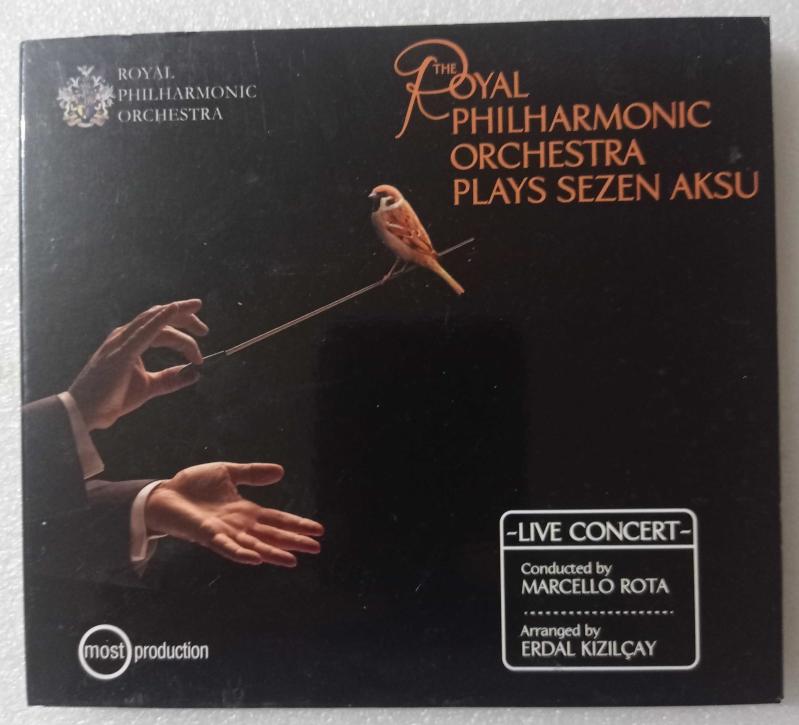 ROYAL
PHILHARMONIC
ORCHESTRA
THE
ROYAL
PHILHARMONIC
ORCHESTRA
PLAYS SEZEN AKSU
-LIVE CONCERT-
Conducted by
MARCELLO ROTA
Arranged by
ERDAL KIZILÇAY
most production